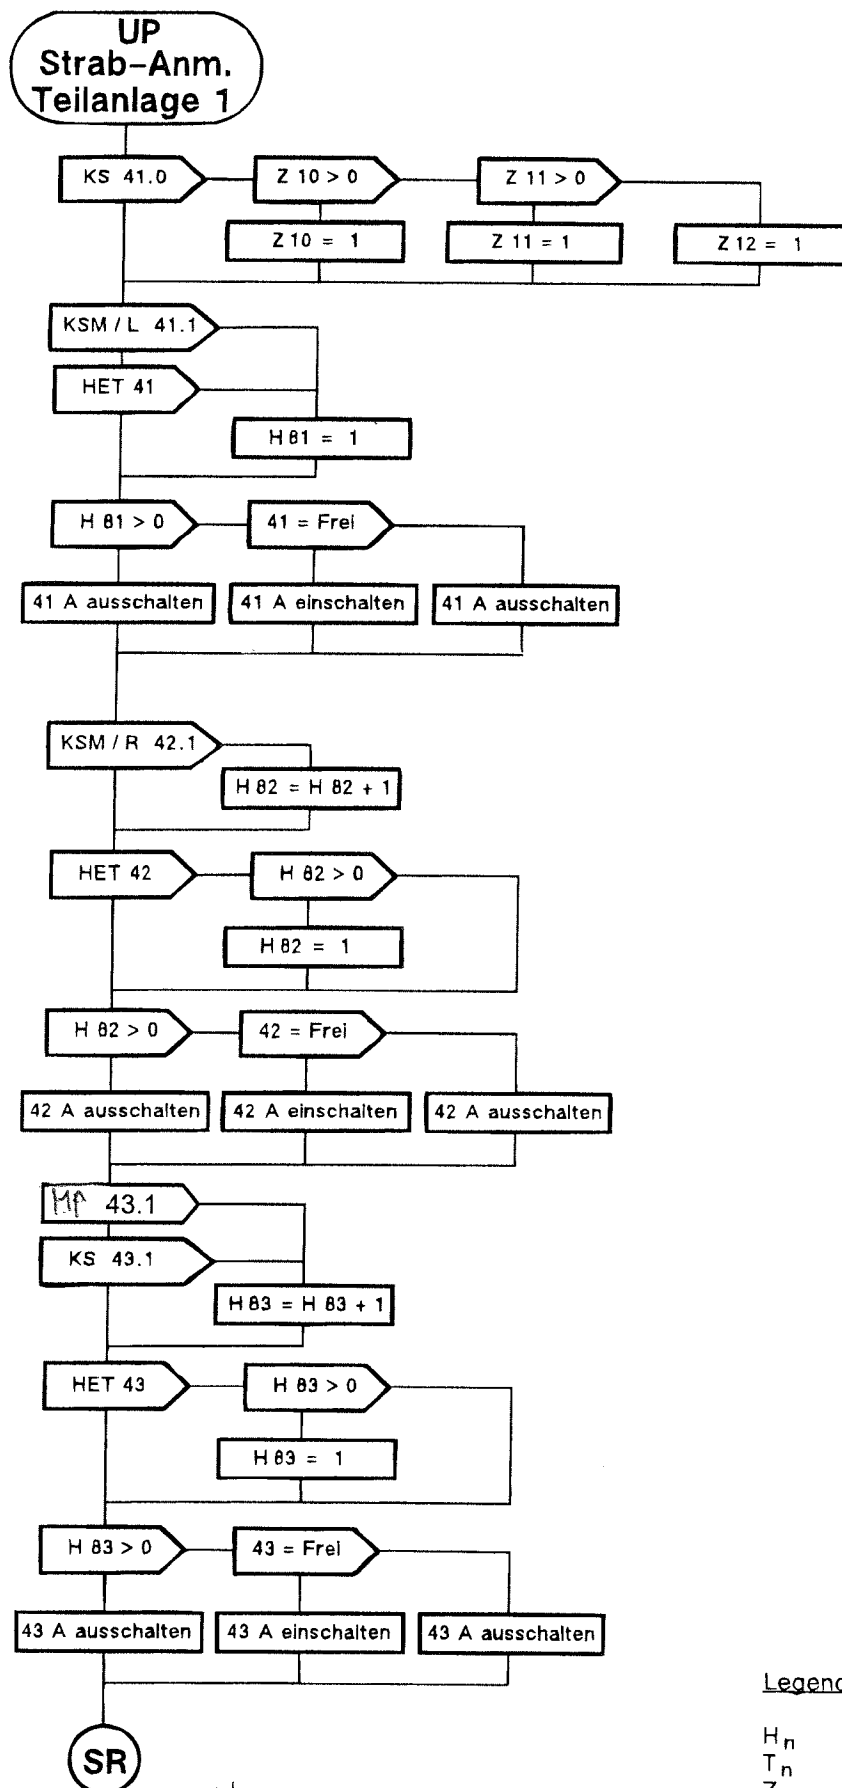 UP
Strab-Anm.
Teilanlage 1
KS 41.0
Z 10 > 0
Z 11 > 0
Z 10 = 1
Z 11 = 1
Z 12 = 1
KSM / L 41.1
HET 41
H 81 = 1
H 81 > 0
41 = Frei
41 A ausschalten
41 A einschalten
41 A ausschalten
KSM / R 42.1
H 82 = H 82 + 1
HET 42
H 82 > 0
H 82 = 1
H 82 > 0
42 = Frei
42 A ausschalten
42 A einschalten
42 A ausschalten
43.1
KS 43.1
H 83 = H 83 + 1
HET 43
H 83 > 0
H 83 = 1
H 83 > 0
43 = Frei
43 A ausschalten
43 A einschalten
43 A ausschalten
SR
Legend
Hn
Tn